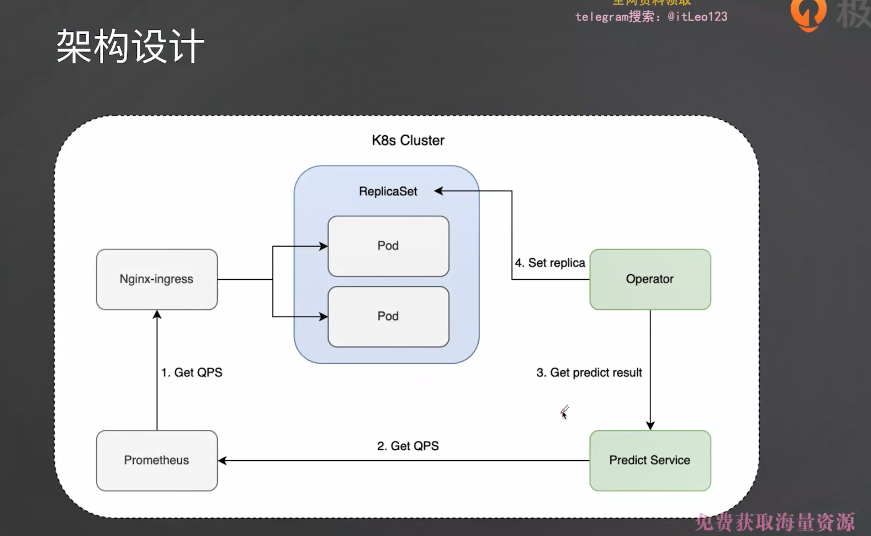 全网资料领取
telegram搜索：@itLeo123
极
架构设计
K8s Cluster
ReplicaSet
Pod
4. Set replica
Nginx-ingress
Operator
Pod
1. Get QPS
3. Get predict result
2. Get QPS
Prometheus
Predict Service
免费获取海量资源